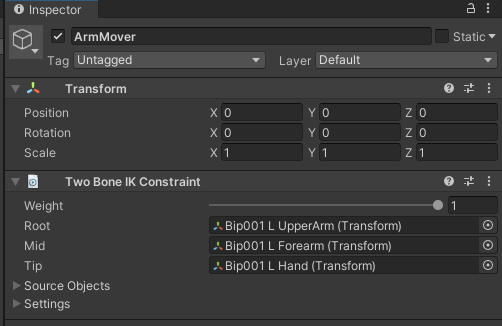 Inspector
ArmMover Static
Tag Untagged Layer Default
Transform
Position X 0 Y 0 Z 0
Rotation X 0 Y 0 Z 0
Scale X 1 Y 1 Z 1
Two Bone IK Constraint
Weight 1
Root Bip001 L UpperArm (Transform)
Mid Bip001 L Forearm (Transform)
Tip Bip001 L Hand (Transform)
Source Objects
Settings